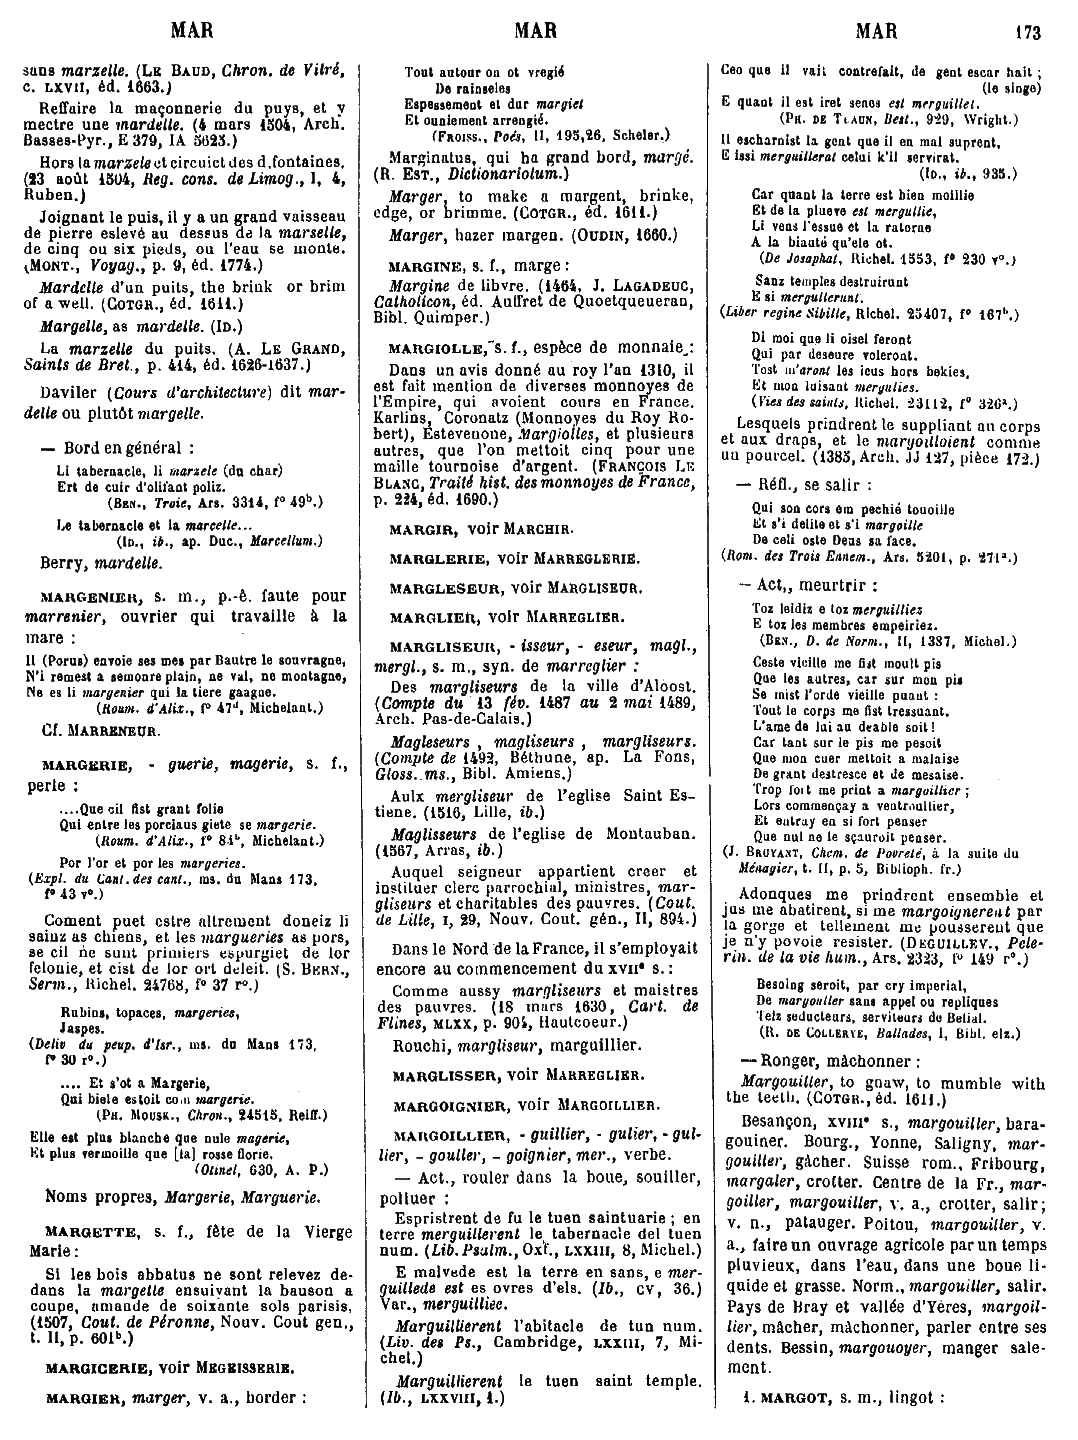 MAR
MAR
MAR
173
sans marzelle. (LE BAUD, Chron. de Vitré,
c. LXVII, éd. 1663.)
Reffaire la maçonnerie du puys, et y
mectre une mardelle. (4 mars 1504, Arch.
Basses-Pyr., E 379, IA 5623.)
Hors la marzele et circuict des d. fontaines.
(23 août 1504, Reg. cons. de Limog., I, 4,
Ruben.)
Joignant le puis, il y a un grand vaisseau
de pierre eslevé au dessus de la marselle,
de cinq ou six pieds, ou l'eau se monte.
(MONT., Voyag., p. 9, éd. 1774.)
Mardelle d'un puits, the brink or brim
of a well. (COTGR., éd. 1611.)
Margelle, as mardelle. (ID.)
La marzelle du puits. (A. LE GRAND,
Saints de Bret., p. 414, éd. 1626-1637.)
Daviler (Cours d'architecture) dit mar-
delle ou plutôt margelle.
— Bord en général :
Li tabernacle, li marzele (du char)
Ert de cuir d'olifant poliz.
(BEN., Troie, Ars. 3314, f° 49b.)
Le tabernacle et la marcelle...
(ID., ib., ap. Duc., Marcellum.)
Berry, mardelle.
MARGENIER, s. m., p.-ê. faute pour
marrenier, ouvrier qui travaille à la
mare :
Il (Porus) envoie ses mes par Bautre le souvragne,
N'i remest a semonre plain, ne val, ne montagne,
Ne es li margenier qui la tiere gaagne.
(Roum. d'Alix., f° 47d, Michelant.)
Cf. MARRENEUR.
MARGERIE, - guerie, magerie, s. f.,
perle :
....Que cil fist grant folie
Qui entre les porciaus giete se margerie.
(Roum. d'Alix., f° 84c, Michelant.)
Por l'or et por les margeries.
(Expl. du Cant. des cant., ms. du Mans 173,
f° 43 v°.)
Coment puet estre altrement doneiz li
sainz as chiens, et les margueries as pors,
se cil ne sunt primiers espurgiet de lor
felonie, et cist de lor ort deleit. (S. BERN.,
Serm., Richel. 24768, f° 37 r°.)
Rubins, topaces, margeries,
Jaspes.
(Deliv du peup. d'Isr., ms. du Mans 173,
f° 30 r°.)
.... Et s'ot a Margerie,
Qui biele estoit com margerie.
(PH. MOUSK., Chron., 24515, Reiff.)
Elle est plus blanche que nule magerie,
Et plus vermoille que [la] rosse florie.
(Otinel, 630, A. P.)
Noms propres, Margerie, Marguerie.
MARGETTE, s. f., fête de la Vierge
Marie :
Si les bois abbatus ne sont relevez de-
dans la margette ensuivant la bauson a
coupe, amande de soixante sols parisis.
(1507, Cout. de Péronne, Nouv. Cout gen.,
t. II, p. 601b.)
MARGICERIE, voir MEGEISSERIE.
MARGIER, marger, v. a., border :
Tout autour on ot vregié
De rainseles
Espessement et dur margiet
Et ouniement arrengié.
(FROISS., Poés, II, 195,26, Scheler.)
Marginatus, qui ha grand bord, margé.
(R. EST., Dictionariolum.)
Marger, to make a margent, brinke,
edge, or brimme. (COTGR., éd. 1611.)
Marger, hazer margen. (OUDIN, 1660.)
MARGINE, s. f., marge :
Margine de libvre. (1464, J. LAGADEUC,
Catholicon, éd. Auffret de Quoetqueueran,
Bibl. Quimper.)
MARGIOLLE, s. f., espèce de monnaie :
Dans un avis donné au roy l'an 1310, il
est fait mention de diverses monnoyes de
l'Empire, qui avoient cours en France.
Karlins, Coronatz (Monnoyes du Roy Ro-
bert), Estevenone, Margiolles, et plusieurs
autres, que l'on mettoit cinq pour une
maille tournoise d'argent. (FRANÇOIS LE
BLANC, Traité hist. des monnoyes de France,
p. 224, éd. 1690.)
MARGIR, voir MARCHIR.
MARGLERIE, voir MARREGLERIE.
MARGLESEUR, voir MARGLISEUR.
MARGLIER, voir MARREGLIER.
MARGLISEUR, - isseur, - eseur, magl.,
mergl., s. m., syn. de marreglier :
Des margliseurs de la ville d'Aloost.
(Compte du 13 fév. 1487 au 2 mai 1489,
Arch. Pas-de-Calais.)
Magleseurs , magliseurs , margliseurs.
(Compte de 1492, Béthune, ap. La Fons,
Gloss. ms., Bibl. Amiens.)
Aulx mergliseur de l'eglise Saint Es-
tiene. (1516, Lille, ib.)
Maglisseurs de l'eglise de Montauban.
(1567, Arras, ib.)
Auquel seigneur appartient creer et
instituer clerc parrochial, ministres, mar-
gliseurs et charitables des pauvres. (Cout.
de Lille, I, 29, Nouv. Cout. gén., II, 894.)
Dans le Nord de la France, il s'employait
encore au commencement du XVIIe s. :
Comme aussy margliseurs et maistres
des pauvres. (18 mars 1630, Cart. de
Flines, MLXX, p. 904, Hautcoeur.)
Rouchi, margliseur, marguillier.
MARGLISSER, voir MARREGLIER.
MARGOIGNIER, voir MARGOILLIER.
MARGOILLIER, - guillier, - gulier, - gul-
lier, - goutler, - goignier, mer., verbe.
— Act., rouler dans la boue, souiller,
polluer :
Espristrent de fu le tuen saintuarie ; en
terre merguillerent le tabernacle del tuen
num. (Lib. Psalm., Oxf., LXXIII, 8, Michel.)
E malvede est la terre en sans, e mer-
guillede est es ovres d'els. (Ib., CV, 36.)
Var., merguilliee.
Marguillierent l'abitacle de tun num.
(Liv. des Ps., Cambridge, LXXIII, 7, Mi-
chel.)
Marguillierent le tuen saint temple.
(Ib., LXXVIII, 1.)
Ceo que il vait contrefait, de gent escar hait ;
(le singe)
E quant il est iret senos est merguillet.
(PH. DE THAUN, Best., 929, Wright.)
Il escharnist la gent que il en mal suprent,
E issi merguillerat celui k'il servirat.
(ID., ib., 935.)
Car quant la terre est bien moillie
Et de la plueve est mergullie,
Li vens l'essue et la ratorne
A la biauté qu'ele ot.
(De Josaphat, Richel. 1553, f° 230 v°.)
Sanz temples destruirunt
E si mergullerunt.
(Liber regine Sibille, Richel. 25407, f° 167b.)
Di moi que li oisel feront
Qui par deseure voleront.
Tost m'aront les ieus hors bekies,
Et mon luisant mergulies.
(Vies des saints, Richel. 23112, f° 326a.)
Lesquels prindrent le suppliant au corps
et aux draps, et le margoilloient comme
un pourcel. (1385, Arch. JJ 127, pièce 172.)
— Réfl., se salir :
Qui son cors em pechié touoille
Et s'i delite et s'i margoille
De celi oste Deus sa face.
(Rom. des Trois Ennem., Ars. 5201, p. 271a.)
— Act,, meurtrir :
Toz leidiz e toz merguilliez
E toz les membres empeiriez.
(BEN., D. de Norm., II, 1387, Michel.)
Ceste vieille me fist moult pis
Que les autres, car sur mon pis
Se mist l'orde vieille puant :
Tout le corps me fist tressuant.
L'ame de lui au deable soit !
Car tant sur le pis me pesoit
Que mon cuer mettoit a malaise
De grant destresce et de mesaise.
Trop fort me print a margoillier ;
Lors commençay a ventroullier,
Et entray en si fort penser
Que nul ne le sçauroit penser.
(J. BRUYANT, Chem. de Povreté, à la suite du
Ménagier, t. II, p. 5, Biblioph. fr.)
Adonques me prindrent ensemble et
jus me abatirent, si me margoignerent par
la gorge et tellement me pousserent que
je n'y povoie resister. (DEGUILLEV., Pele-
rin. de la vie hum., Ars. 2323, f° 149 r°.)
Besoing seroit, par cry imperial,
De margouller sans appel ou repliques
Telz seducteurs, serviteurs de Belial.
(R. DE COLLERYE, Ballades, I, Bibl. elz.)
— Ronger, mâchonner :
Margouiller, to gnaw, to mumble with
the teeth. (COTGR., éd. 1611.)
Besançon, XVIIIe s., margouiller, bara-
gouiner. Bourg., Yonne, Saligny, mar-
gouiller, gâcher. Suisse rom., Fribourg,
margaler, crotter. Centre de la Fr., mar-
goiller, margouiller, v. a., crotter, salir ;
v. n., patauger. Poitou, margouiller, v.
a., faire un ouvrage agricole par un temps
pluvieux, dans l'eau, dans une boue li-
quide et grasse. Norm., margouiller, salir.
Pays de Bray et vallée d'Yères, margoil-
lier, mâcher, mâchonner, parler entre ses
dents. Bessin, margouoyer, manger sale-
ment.
1. MARGOT, s. m., lingot :